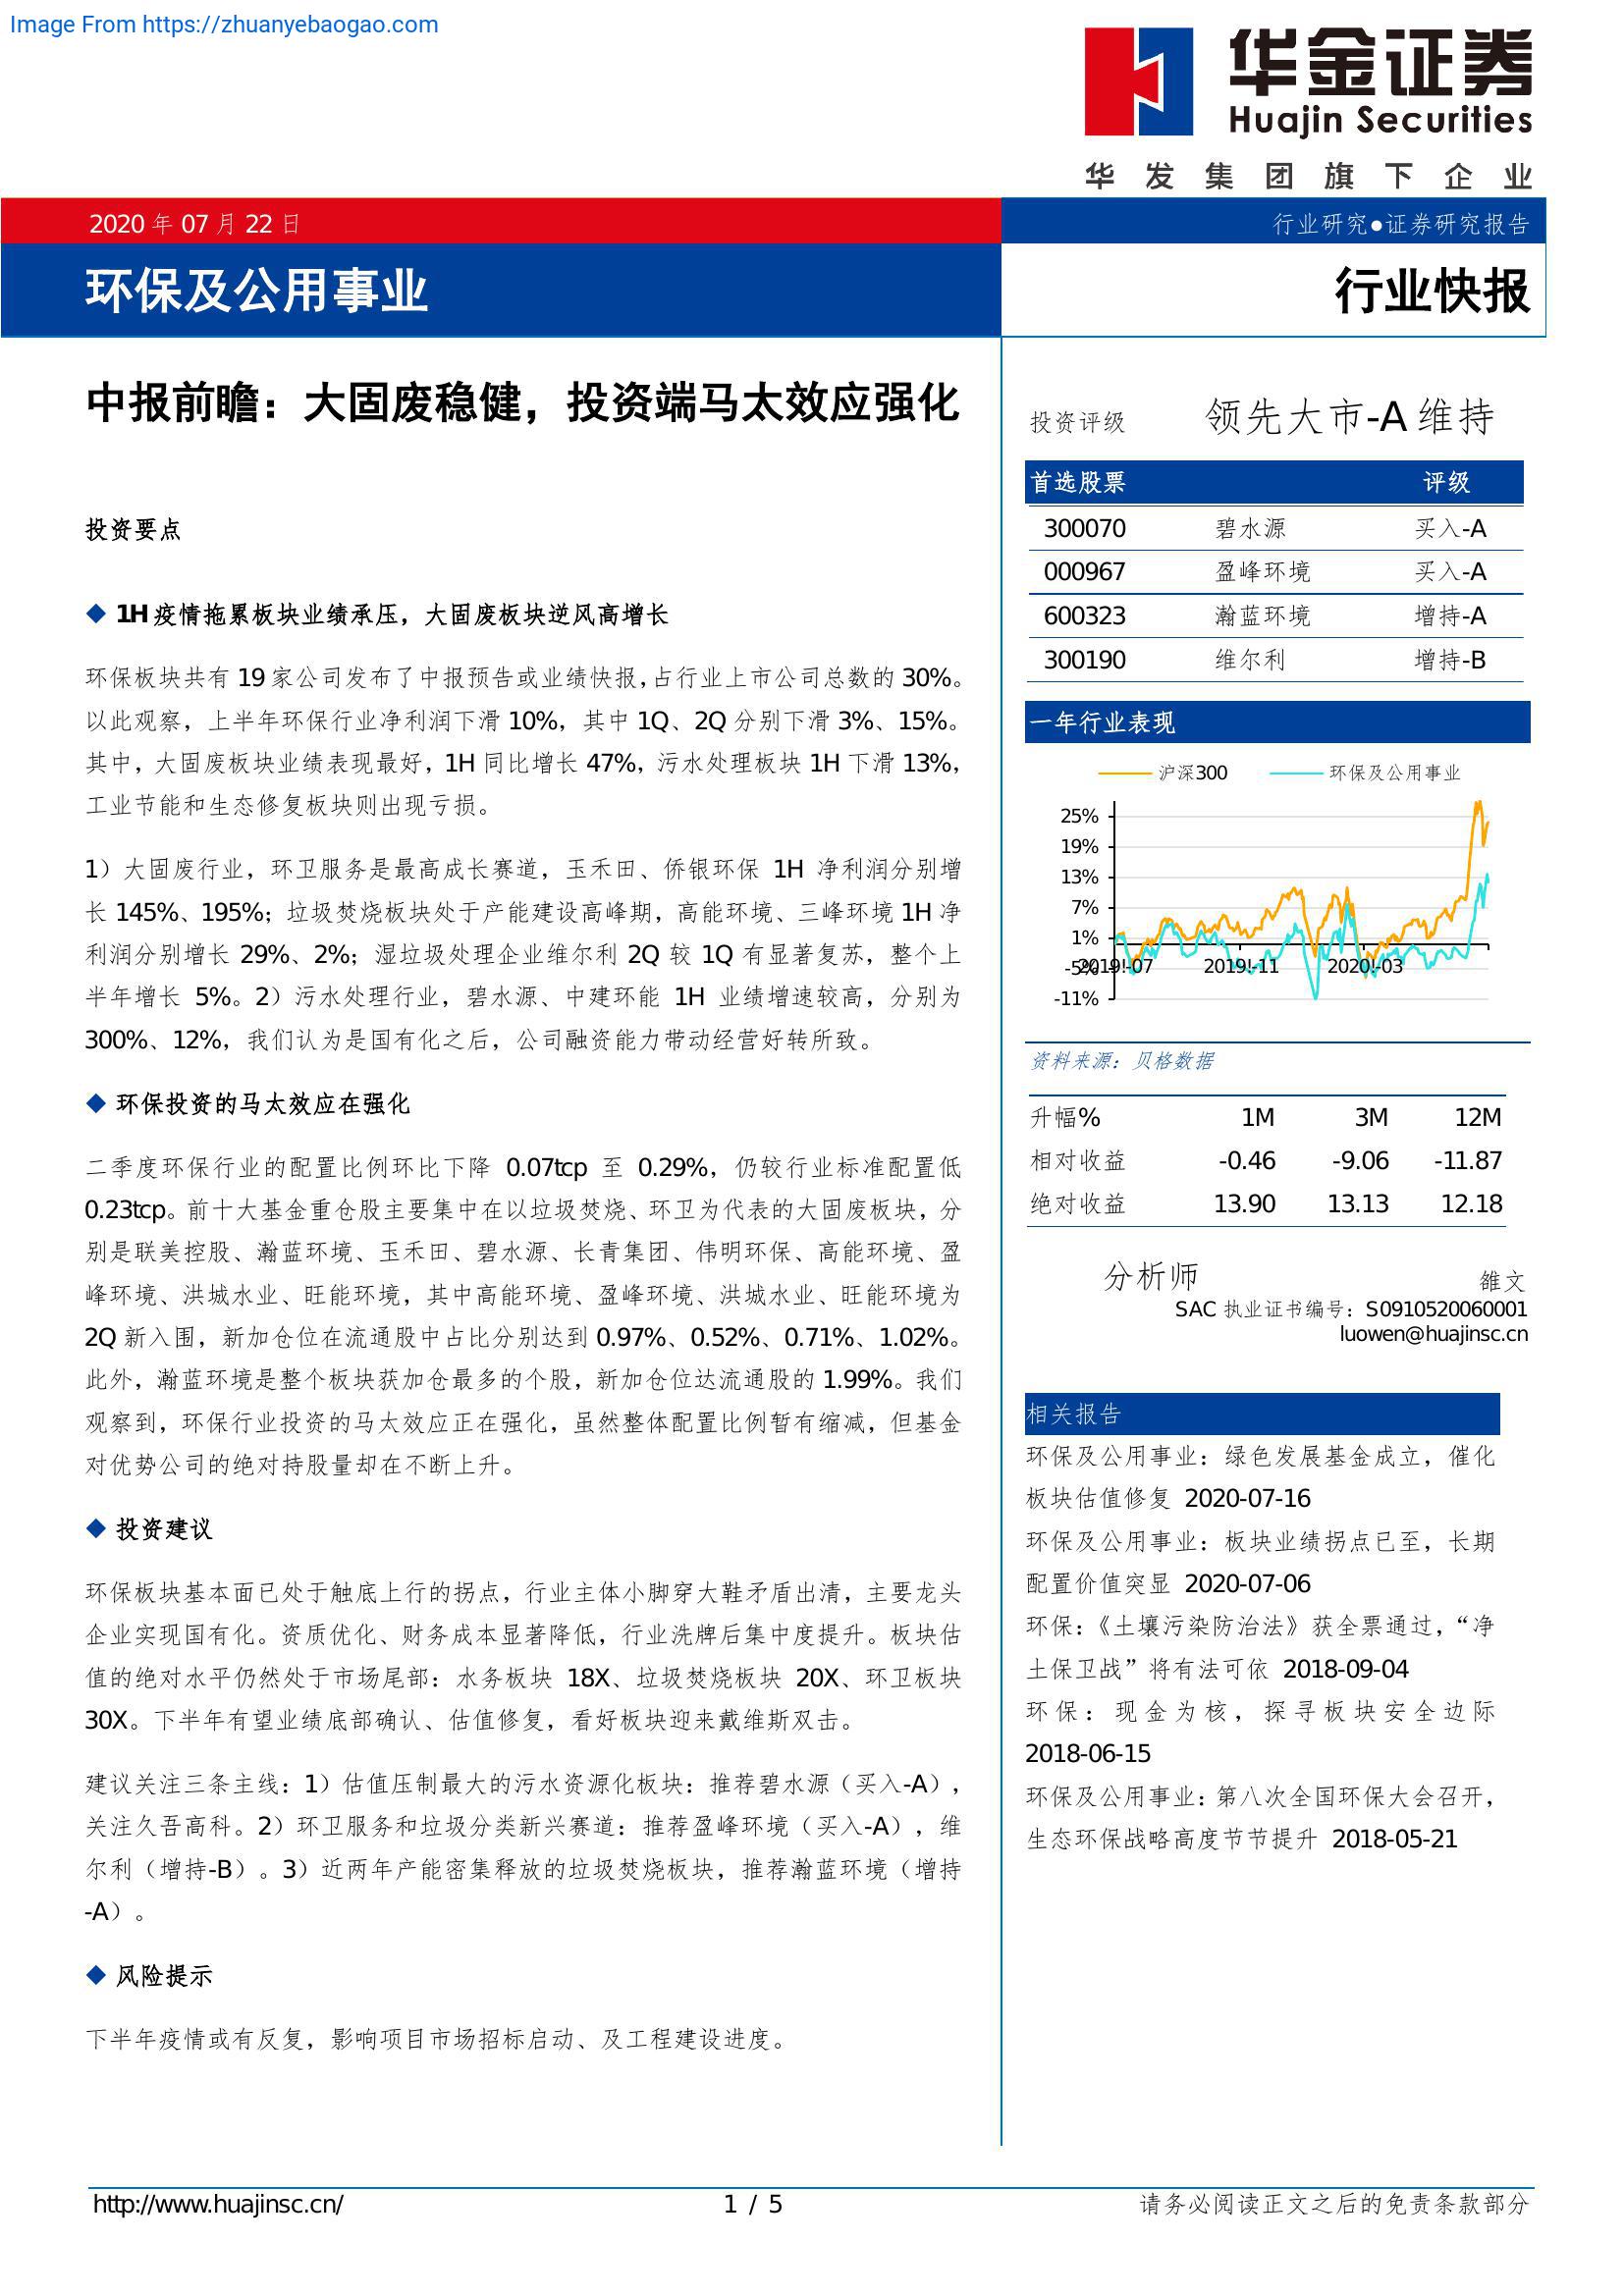 Image From https://zhuanyebaogao.com
华金证券
Huajin Securities
华发集团旗下企业
2020 年 07 月 22 日
行业研究●证券研究报告
环保及公用事业
行业快报
中报前瞻：大固废稳健，投资端马太效应强化
投资要点
◆ 1H 疫情拖累板块业绩承压，大固废板块逆风高增长
环保板块共有 19 家公司发布了中报预告或业绩快报，占行业上市公司总数的 30%。
以此观察，上半年环保行业净利润下滑 10%，其中 1Q、2Q 分别下滑 3%、15%。
其中，大固废板块业绩表现最好，1H 同比增长 47%，污水处理板块 1H 下滑 13%，
工业节能和生态修复板块则出现亏损。
1）大固废行业，环卫服务是最高成长赛道，玉禾田、侨银环保 1H 净利润分别增
长 145%、195%；垃圾焚烧板块处于产能建设高峰期，高能环境、三峰环境 1H 净
利润分别增长 29%、2%；湿垃圾处理企业维尔利 2Q 较 1Q 有显著复苏，整个上
半年增长 5%。2）污水处理行业，碧水源、中建环能 1H 业绩增速较高，分别为
300%、12%，我们认为是国有化之后，公司融资能力带动经营好转所致。
◆ 环保投资的马太效应在强化
二季度环保行业的配置比例环比下降 0.07tcp 至 0.29%，仍较行业标准配置低
0.23tcp。前十大基金重仓股主要集中在以垃圾焚烧、环卫为代表的大固废板块，分
别是联美控股、瀚蓝环境、玉禾田、碧水源、长青集团、伟明环保、高能环境、盈
峰环境、洪城水业、旺能环境，其中高能环境、盈峰环境、洪城水业、旺能环境为
2Q 新入围，新加仓位在流通股中占比分别达到 0.97%、0.52%、0.71%、1.02%。
此外，瀚蓝环境是整个板块获加仓最多的个股，新加仓位达流通股的 1.99%。我们
观察到，环保行业投资的马太效应正在强化，虽然整体配置比例暂有缩减，但基金
对优势公司的绝对持股量却在不断上升。
◆ 投资建议
环保板块基本面已处于触底上行的拐点，行业主体小脚穿大鞋矛盾出清，主要龙头
企业实现国有化。资质优化、财务成本显著降低，行业洗牌后集中度提升。板块估
值的绝对水平仍然处于市场尾部：水务板块 18X、垃圾焚烧板块 20X、环卫板块
30X。下半年有望业绩底部确认、估值修复，看好板块迎来戴维斯双击。
建议关注三条主线：1）估值压制最大的污水资源化板块：推荐碧水源（买入-A），
关注久吾高科。2）环卫服务和垃圾分类新兴赛道：推荐盈峰环境（买入-A），维
尔利（增持-B）。3）近两年产能密集释放的垃圾焚烧板块，推荐瀚蓝环境（增持
-A）。
◆ 风险提示
下半年疫情或有反复，影响项目市场招标启动、及工程建设进度。
投资评级 领先大市-A 维持
首选股票 评级
300070 碧水源 买入-A
000967 盈峰环境 买入-A
600323 瀚蓝环境 增持-A
300190 维尔利 增持-B
一年行业表现
沪深300 环保及公用事业
25%
19%
13%
7%
1%
-5%
-11%
2019!-07 2019!-11 2020!-03
资料来源：贝格数据
升幅% 1M 3M 12M
相对收益 -0.46 -9.06 -11.87
绝对收益 13.90 13.13 12.18
分析师 雒文
SAC 执业证书编号：S0910520060001
luowen@huajinsc.cn
相关报告
环保及公用事业：绿色发展基金成立，催化
板块估值修复 2020-07-16
环保及公用事业：板块业绩拐点已至，长期
配置价值突显 2020-07-06
环保：《土壤污染防治法》获全票通过，“净
土保卫战”将有法可依 2018-09-04
环保：现金为核，探寻板块安全边际
2018-06-15
环保及公用事业：第八次全国环保大会召开，
生态环保战略高度节节提升 2018-05-21
http://www.huajinsc.cn/
1 / 5
请务必阅读正文之后的免责条款部分